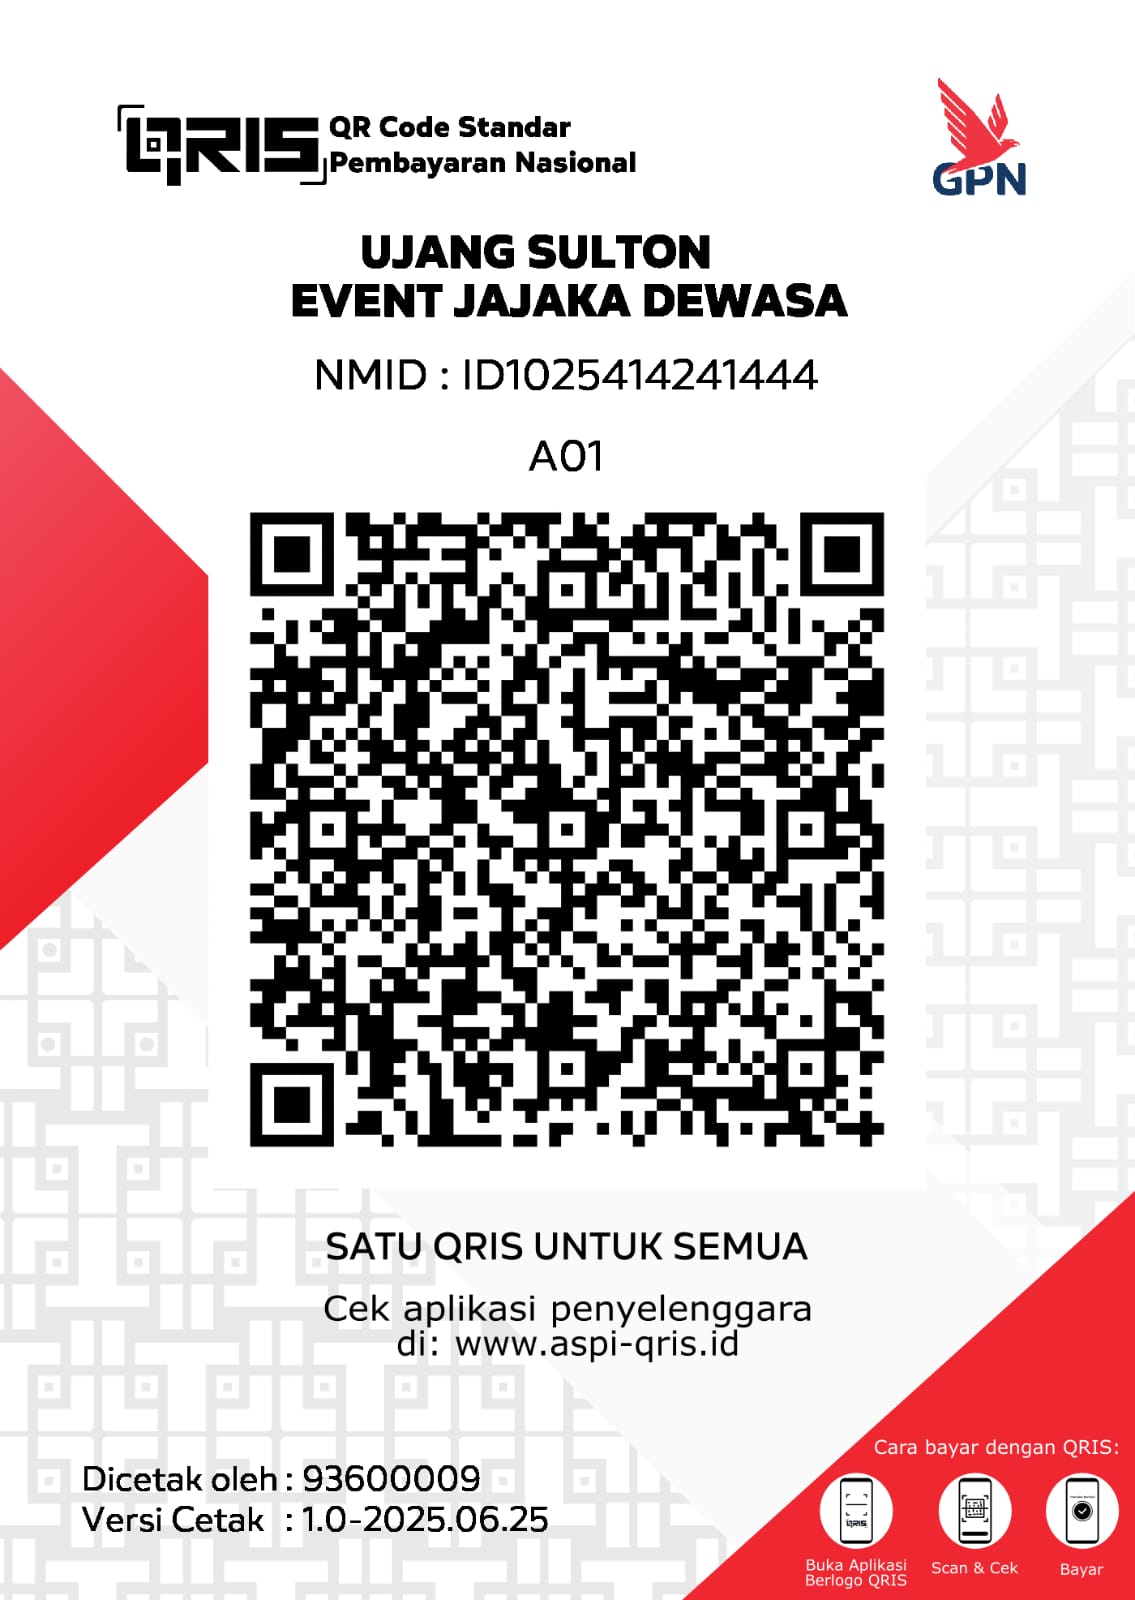 QRIS QR Code Standar
Pembayaran Nasional
GPN
UJANG SULTON
EVENT JAJAKA DEWASA
NMID : ID1025414241444
A01
SATU QRIS UNTUK SEMUA
Cek aplikasi penyelenggara
di: www.aspi-qris.id
Dicetak oleh : 93600009
Versi Cetak : 1.0-2025.06.25
Cara bayar dengan QRIS:
QRIS
Buka Aplikasi
Berlogo QRIS
Scan & Cek
Bayar